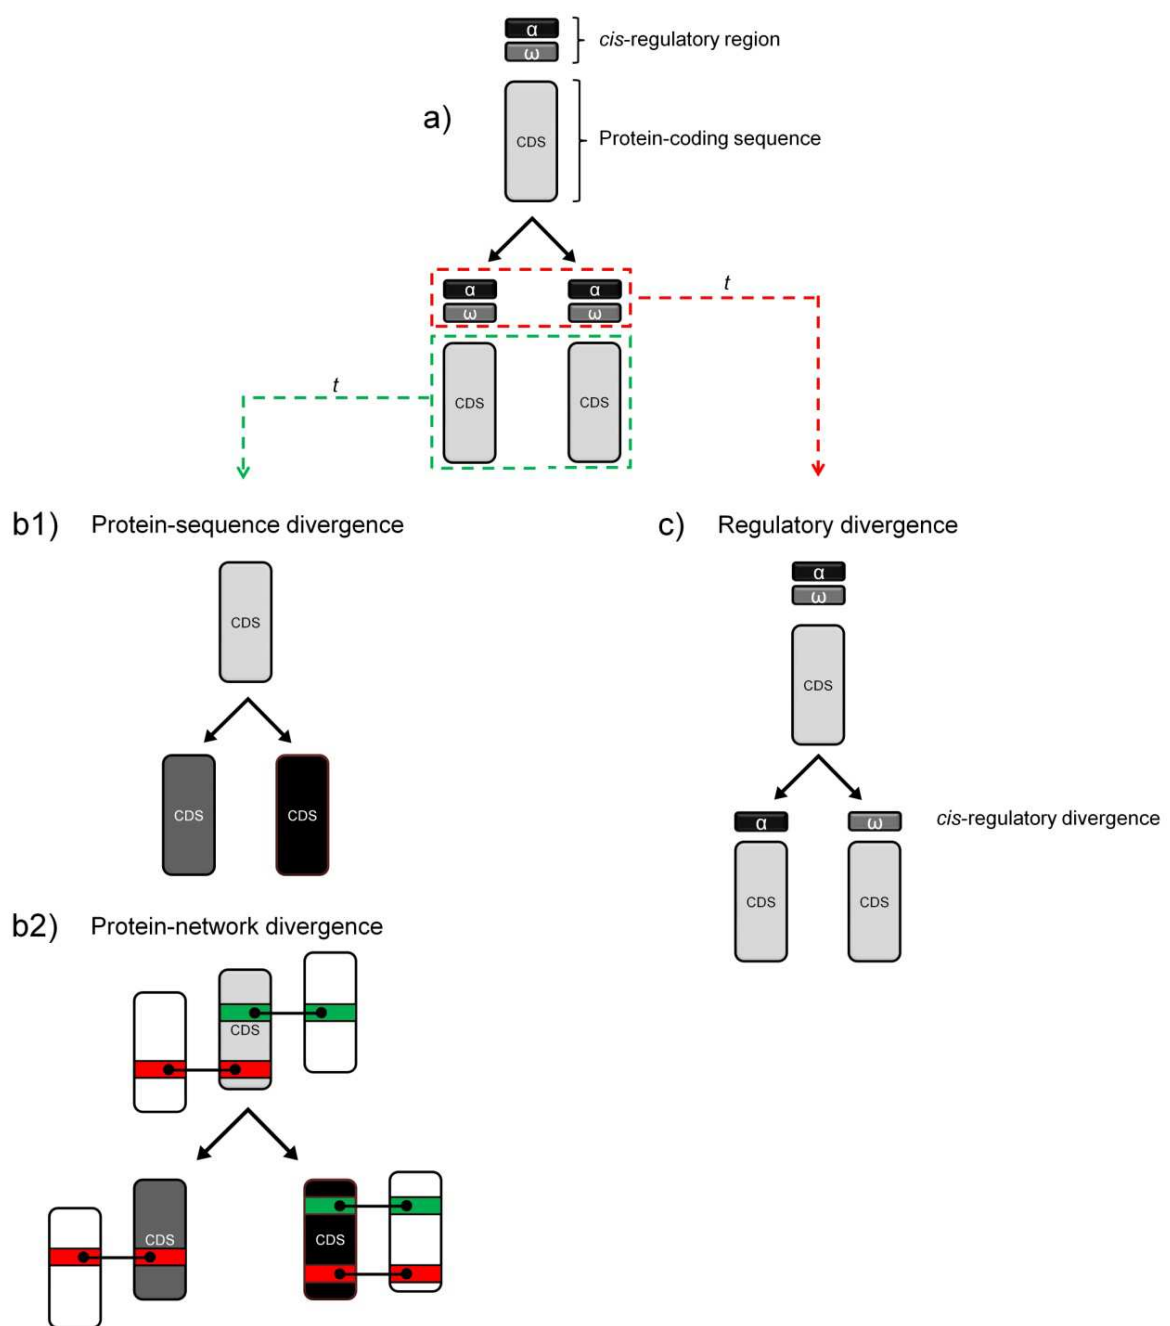 α
ω
cis-regulatory region
a)
CDS
Protein-coding sequence
α
α
ω
ω
t
t
CDS
CDS
b1) Protein-sequence divergence
CDS
CDS
CDS
c) Regulatory divergence
α
ω
CDS
α
ω
cis-regulatory divergence
CDS
CDS
b2) Protein-network divergence
CDS
CDS
CDS